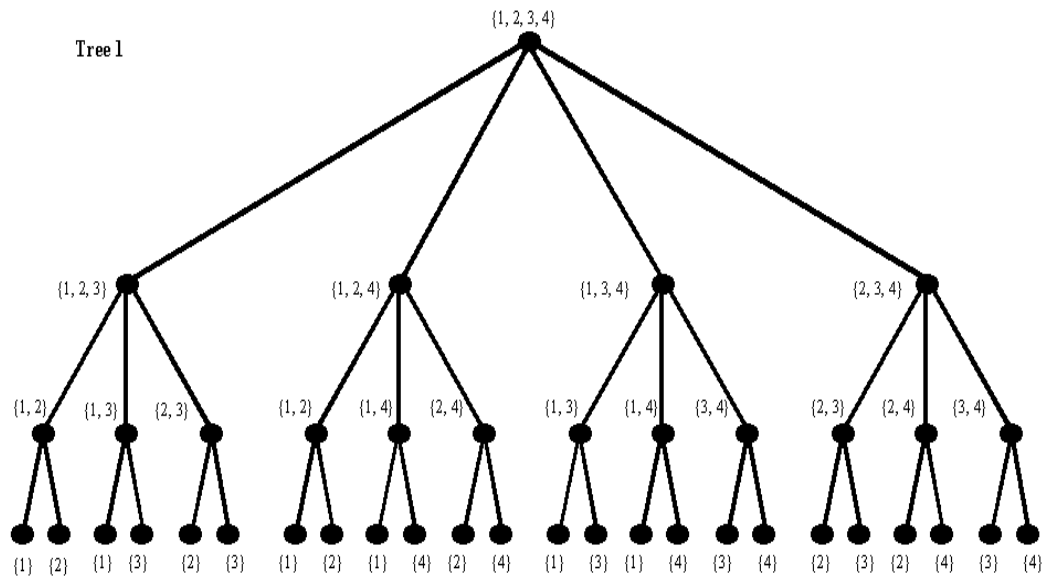 {1, 2, 3, 4}
Tree 1
{1, 2, 3} {1, 2, 4} {1, 3, 4} {2, 3, 4}
{1, 2} {1, 3} {2, 3} {1, 2} {1, 4} {2, 4} {1, 3} {1, 4} {3, 4} {2, 3} {2, 4} {3, 4}
{1} {2} {1} {3} {2} {3} {1} {2} {1} {4} {2} {4} {1} {3} {1} {4} {3} {4} {2} {3} {2} {4} {3} {4}